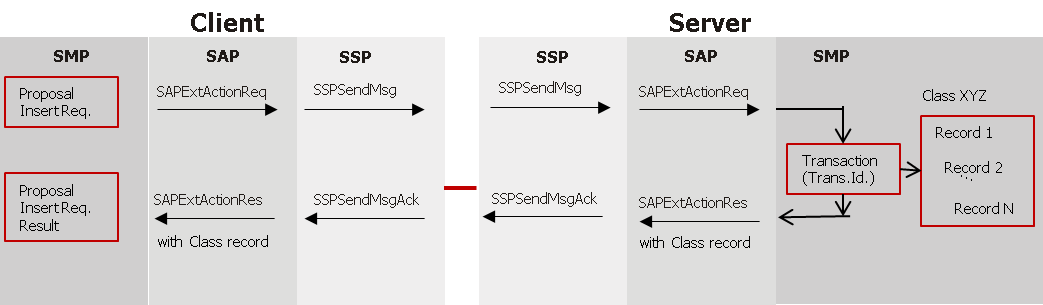 Client
Server
SMP
SAP
SSP
SSP
SAP
SMP
Proposal
InsertReq.
SAPExtActionReq
SSPSendMsg
SSPSendMsg
SAPExtActionReq
Class XYZ
Record 1
Record 2
...
Record N
Transaction
(Trans.Id.)
Proposal
InsertReq.
Result
SAPExtActionRes
with Class record
SSPSendMsgAck
SSPSendMsgAck
SAPExtActionRes
with Class record